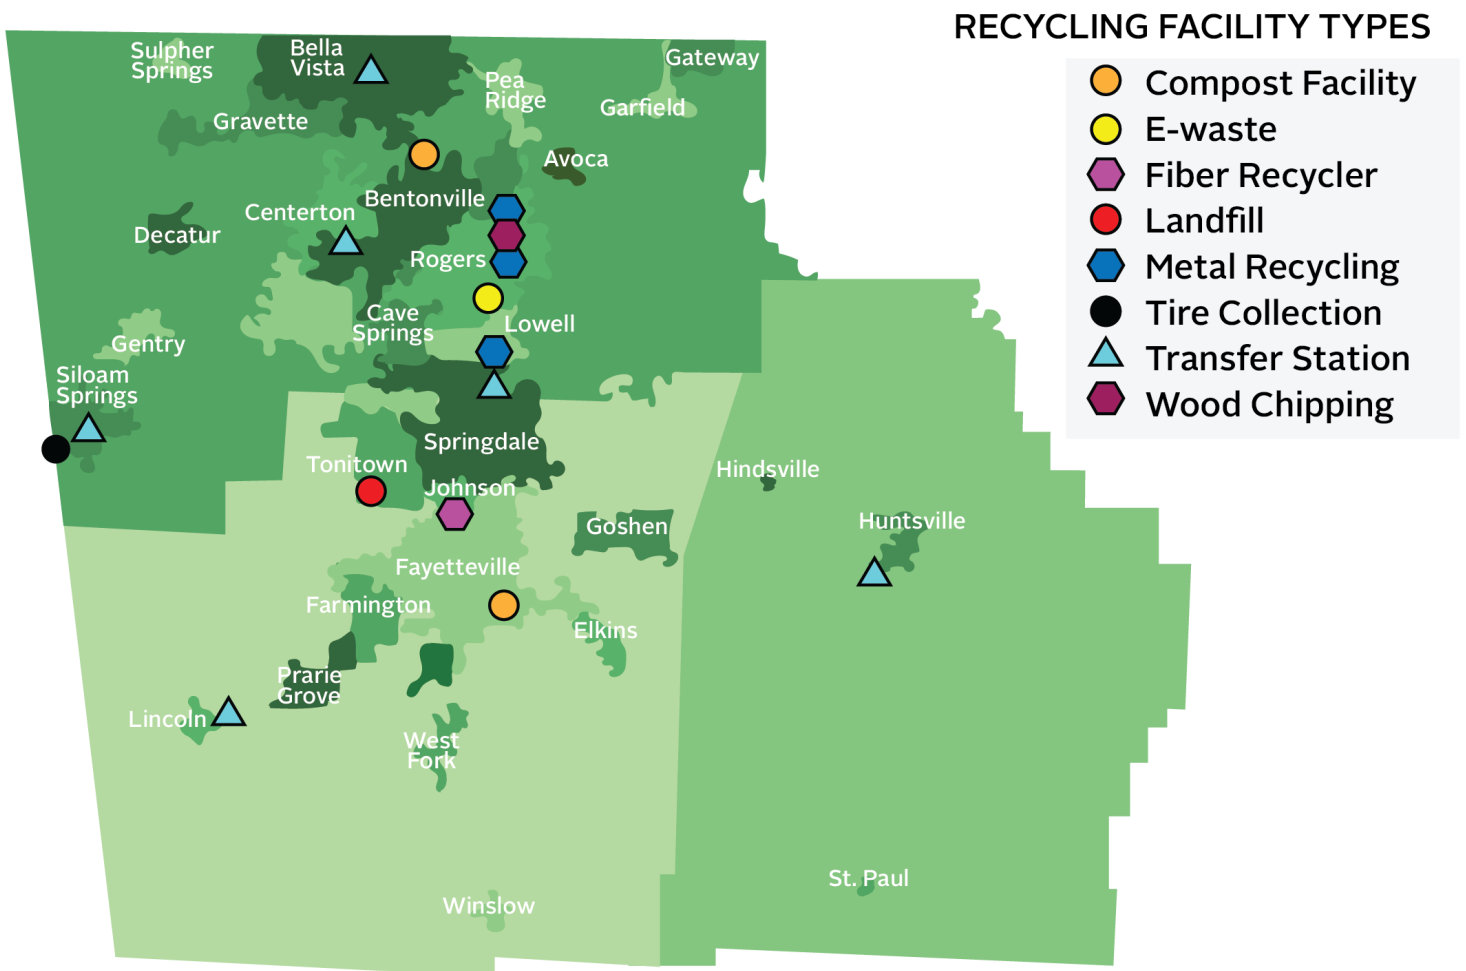 RECYCLING FACILITY TYPES
Compost Facility
E-waste
Fiber Recycler
Landfill
Metal Recycling
Tire Collection
Transfer Station
Wood Chipping
Sulpher
Springs
Bella
Vista
Gateway
Pea
Ridge
Garfield
Gravette
Avoca
Bentonville
Centerton
Decatur
Rogers
Cave
Springs
Lowell
Gentry
Siloam
Springs
Springdale
Tonitown
Johnson
Hindsville
Goshen
Huntsville
Fayetteville
Farmington
Elkins
Prarie
Grove
Lincoln
West
Fork
St. Paul
Winslow